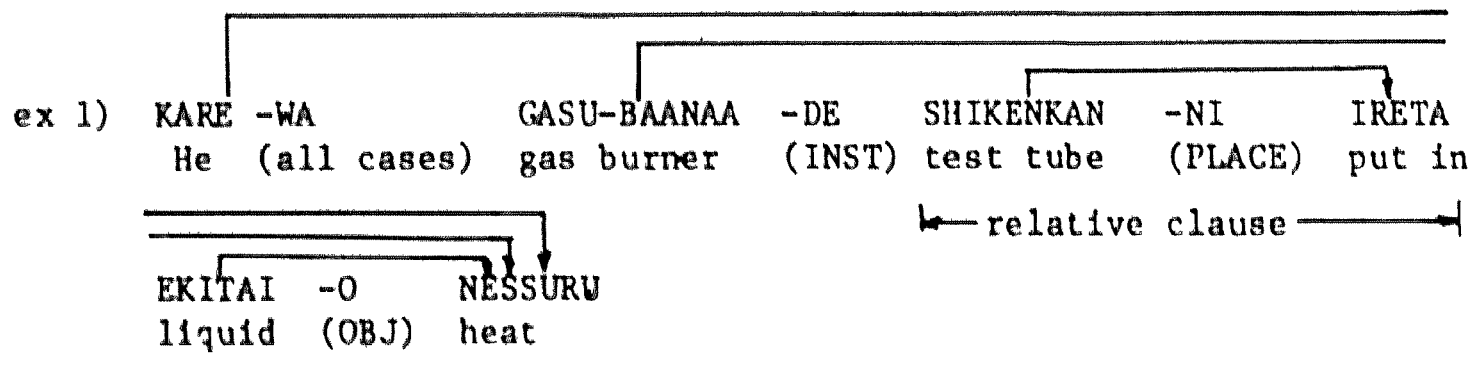 ex 1) KARE -WA GASU-BAANAA -DE SHIKENKAN -NI IRETA
He (all cases) gas burner (INST) test tube (PLACE) put in
relative clause
EKITAI -O NESSURU
liquid (OBJ) heat